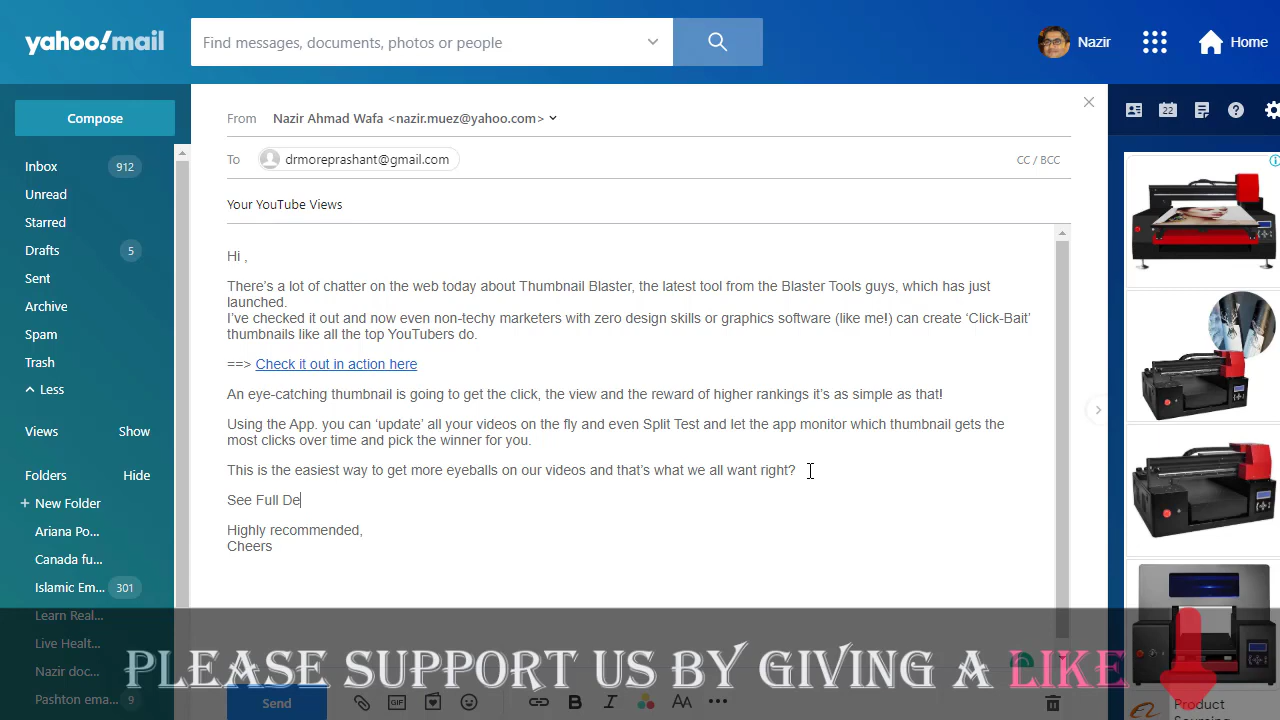 yahoo!mail
Find messages, documents, photos or people
Nazir
Home
Compose
From Nazir Ahmad Wafa <nazir.muez@yahoo.com>
22
To drmoreprashant@gmail.com CC / BCC
Inbox 912
Unread
Starred
Drafts 5
Sent
Archive
Spam
Trash
Less
Views Show
Folders Hide
+ New Folder
Ariana Po...
Canada fu...
Islamic Em... 301
Learn Real...
Live Healt...
Nazir doc...
Pashton ema... 9
Your YouTube Views
Hi ,
There's a lot of chatter on the web today about Thumbnail Blaster, the latest tool from the Blaster Tools guys, which has just
launched.
I've checked it out and now even non-techy marketers with zero design skills or graphics software (like me!) can create ‘Click-Bait’
thumbnails like all the top YouTubers do.
==> Check it out in action here
An eye-catching thumbnail is going to get the click, the view and the reward of higher rankings it's as simple as that!
Using the App. you can ‘update’ all your videos on the fly and even Split Test and let the app monitor which thumbnail gets the
most clicks over time and pick the winner for you.
This is the easiest way to get more eyeballs on our videos and that's what we all want right?
See Full De
Highly recommended,
Cheers
PLEASE SUPPORT US BY GIVING A LIKE
Send
GIF
B I AA
Product
Sourcing